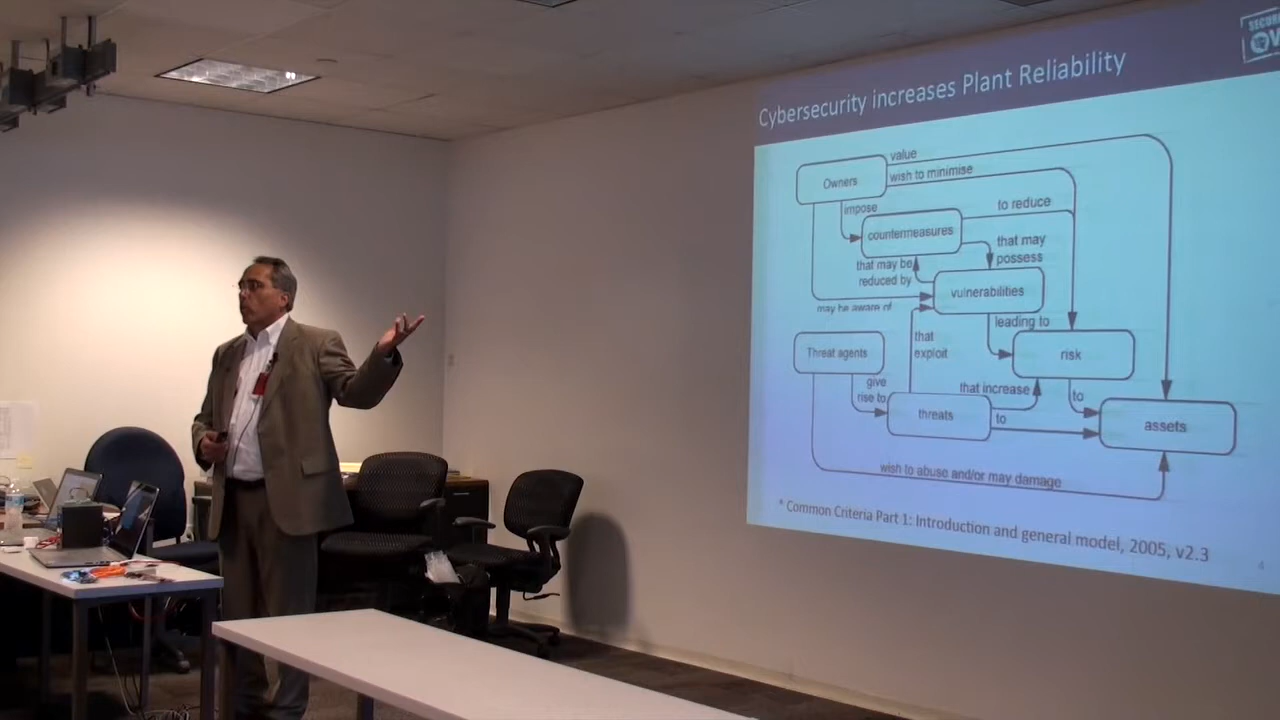 Cybersecurity increases Plant Reliability
Owners
value
wish to minimise
impose
to reduce
countermeasures
that may
possess
that may be
reduced by
vulnerabilities
may be aware of
leading to
that
exploit
Threat agents
risk
give
rise to
that increase
to
threats
to
assets
wish to abuse and/or may damage
* Common Criteria Part 1: Introduction and general model, 2005, v2.3
4